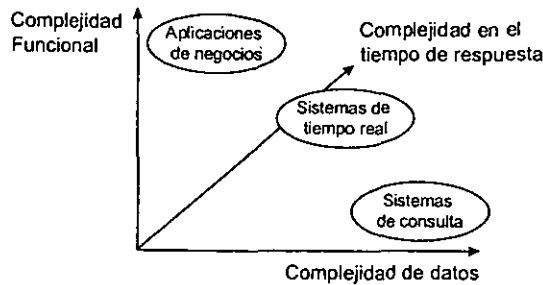 Complejidad
Funcional
Aplicaciones
de negocios
Complejidad en el
tiempo de respuesta
Sistemas de
tiempo real
Sistemas
de consulta
Complejidad de datos